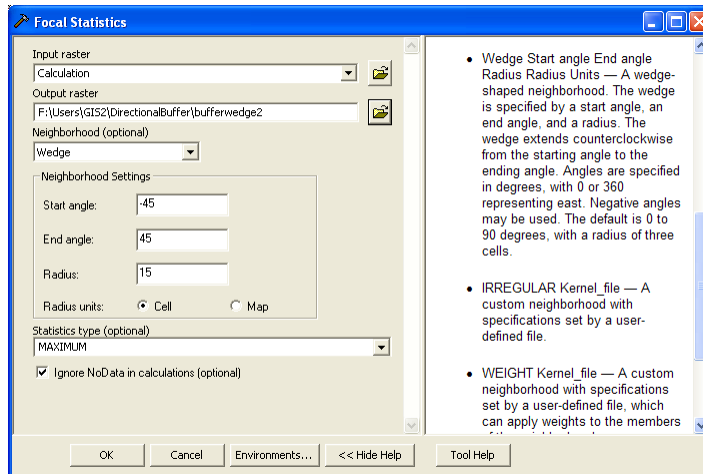 Focal Statistics
Input raster
Calculation
Output raster
F:\Users\GIS2\DirectionalBuffer\bufferwedge2
Neighborhood (optional)
Wedge
Neighborhood Settings
Start angle:
-45
End angle:
45
Radius:
15
Radius units:
Cell
Map
Statistics type (optional)
MAXIMUM
Ignore NoData in calculations (optional)
• Wedge Start angle End angle
Radius Radius Units — A wedge-
shaped neighborhood. The wedge
is specified by a start angle, an
end angle, and a radius. The
wedge extends counterclockwise
from the starting angle to the
ending angle. Angles are specified
in degrees, with 0 or 360
representing east. Negative angles
may be used. The default is 0 to
90 degrees, with a radius of three
cells.
• IRREGULAR Kernel_file — A
custom neighborhood with
specifications set by a user-
defined file.
• WEIGHT Kernel_file — A custom
neighborhood with specifications
set by a user-defined file, which
can apply weights to the members
OK
Cancel
Environments...
<< Hide Help
Tool Help